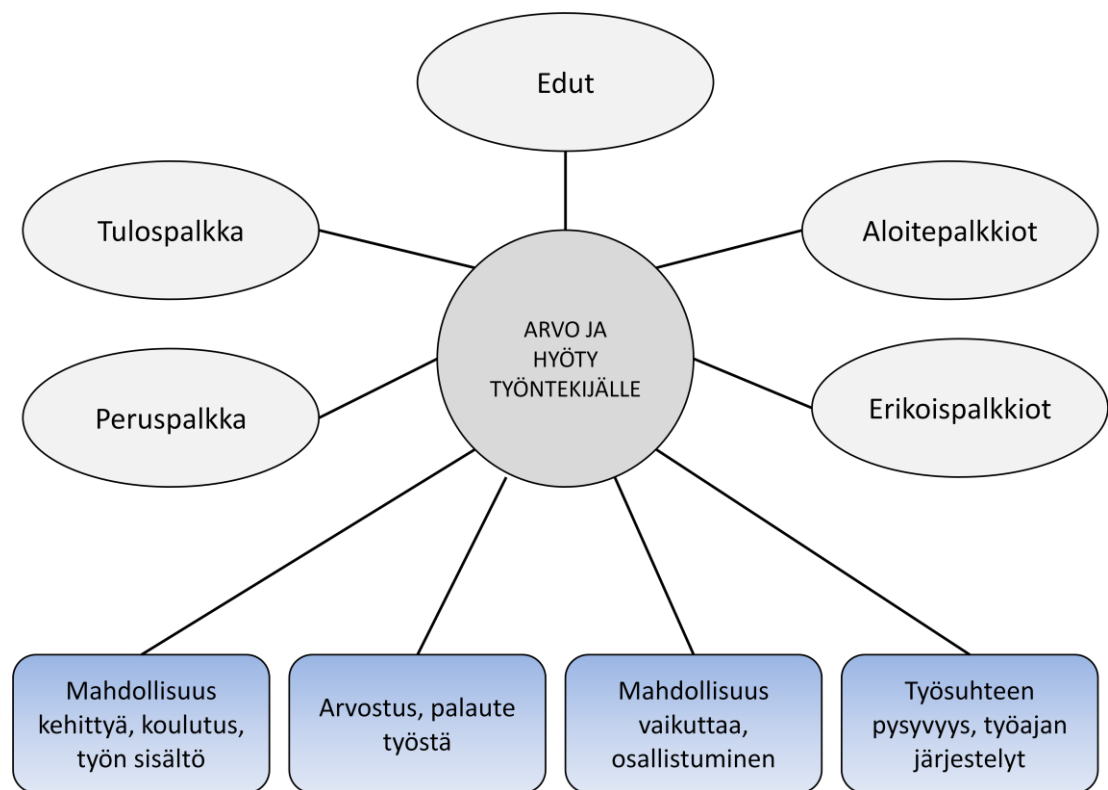 Edut
Tulospalkka
Aloitepalkkiot
ARVO JA
HYÖTY
TYÖNTEKIJÄLLE
Peruspalkka
Erikoispalkkiot
Mahdollisuus
kehittyä, koulutus,
työn sisältö
Arvostus, palaute
työstä
Mahdollisuus
vaikuttaa,
osallistuminen
Työsuhteen
pysyvyys, työajan
järjestelyt